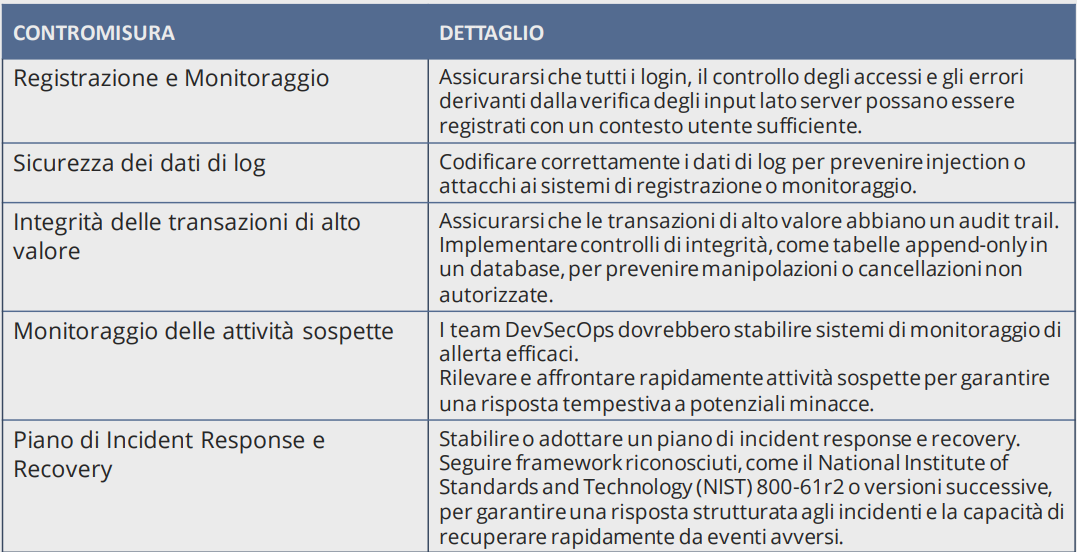 CONTROMISURA
DETTAGLIO
Registrazione e Monitoraggio
Assicurarsi che tutti i login, il controllo degli accessi e gli errori
derivanti dalla verifica degli input lato server possano essere
registrati con un contesto utente sufficiente.
Sicurezza dei dati di log
Codificare correttamente i dati di log per prevenire injection o
attacchi ai sistemi di registrazione o monitoraggio.
Integrità delle transazioni di alto
valore
Assicurarsi che le transazioni di alto valore abbiano un audit trail.
Implementare controlli di integrità, come tabelle append-only in
un database, per prevenire manipolazioni o cancellazioni non
autorizzate.
Monitoraggio delle attività sospette
I team DevSecOps dovrebbero stabilire sistemi di monitoraggio di
allerta efficaci.
Rilevare e affrontare rapidamente attività sospette per garantire
una risposta tempestiva a potenziali minacce.
Piano di Incident Response e
Recovery
Stabilire o adottare un piano di incident response e recovery.
Seguire framework riconosciuti, come il National Institute of
Standards and Technology (NIST) 800-61r2 o versioni successive,
per garantire una risposta strutturata agli incidenti e la capacità di
recuperare rapidamente da eventi avversi.